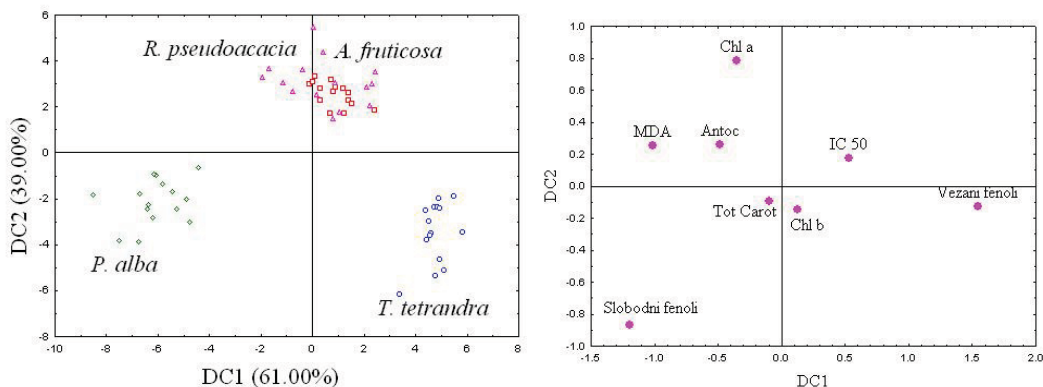 R. pseudoacacia A. fruticosa
P. alba
T. tetrandra
8
6
4
2
0
-2
-4
-6
-8
-10 -8 -6 -4 -2 0 2 4 6 8
DC2 (39.00%)
DC1 (61.00%)
Chl a
MDA
Antoc
IC 50
Vezani fenoli
Tot Carot
Chl b
Slobodni fenoli
1.0
0.8
0.6
0.4
0.2
0.0
-0.2
-0.4
-0.6
-0.8
-1.0
-1.5 -1.0 -0.5 0.0 0.5 1.0 1.5 2.0
DC2
DC1